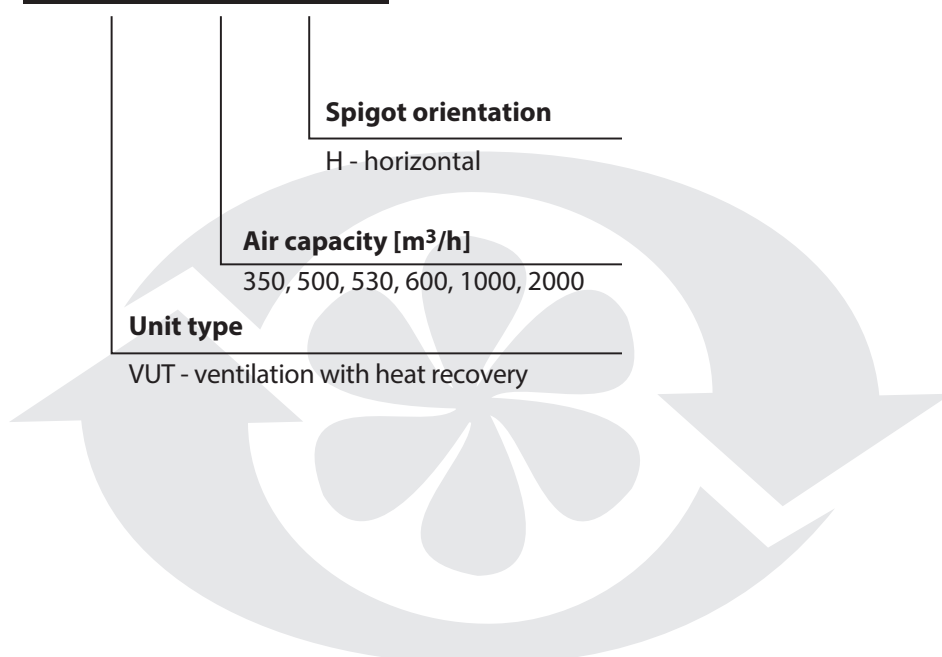 Spigot orientation
H - horizontal
Air capacity [m³/h]
350, 500, 530, 600, 1000, 2000
Unit type
VUT - ventilation with heat recovery